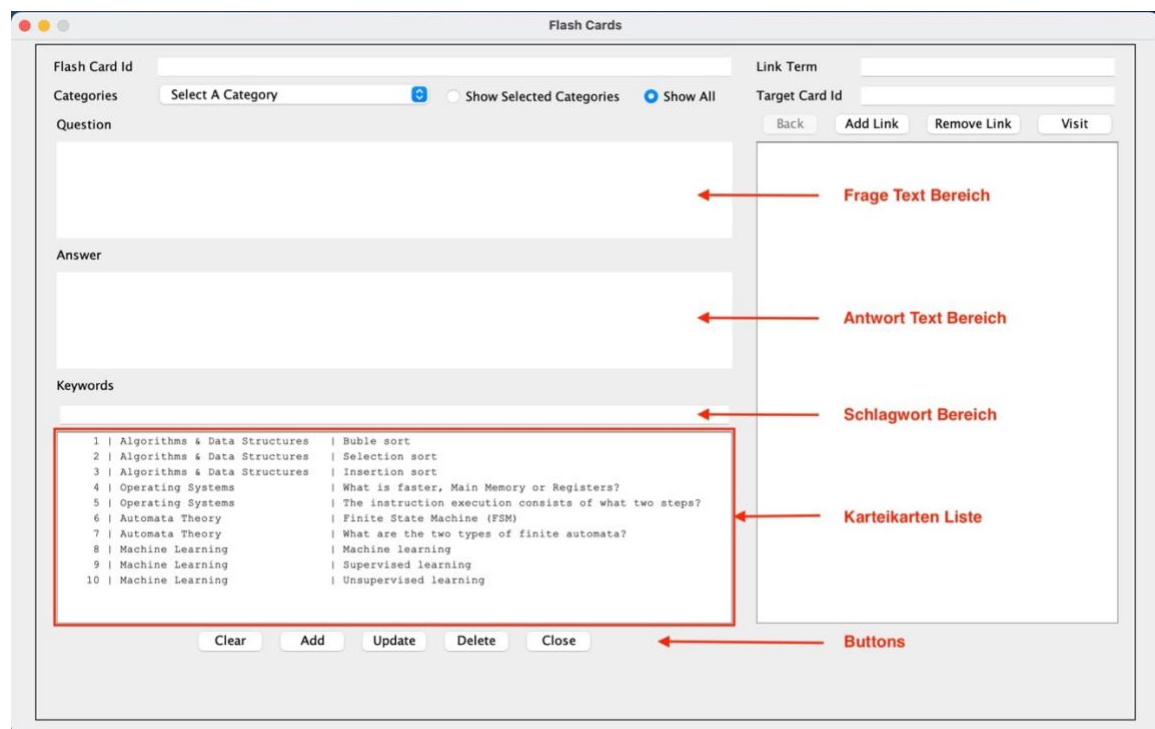 Flash Cards
Flash Card Id
Link Term
Categories Select A Category Show Selected Categories Show All
Target Card Id
Question
Back Add Link Remove Link Visit
Frage Text Bereich
Answer
Antwort Text Bereich
Keywords
Schlagwort Bereich
1 | Algorithms & Data Structures | Buble sort
2 | Algorithms & Data Structures | Selection sort
3 | Algorithms & Data Structures | Insertion sort
4 | Operating Systems | What is faster, Main Memory or Registers?
5 | Operating Systems | The instruction execution consists of what two steps?
6 | Automata Theory | Finite State Machine (FSM)
7 | Automata Theory | What are the two types of finite automata?
8 | Machine Learning | Machine learning
9 | Machine Learning | Supervised learning
10 | Machine Learning | Unsupervised learning
Karteikarten Liste
Clear Add Update Delete Close
Buttons